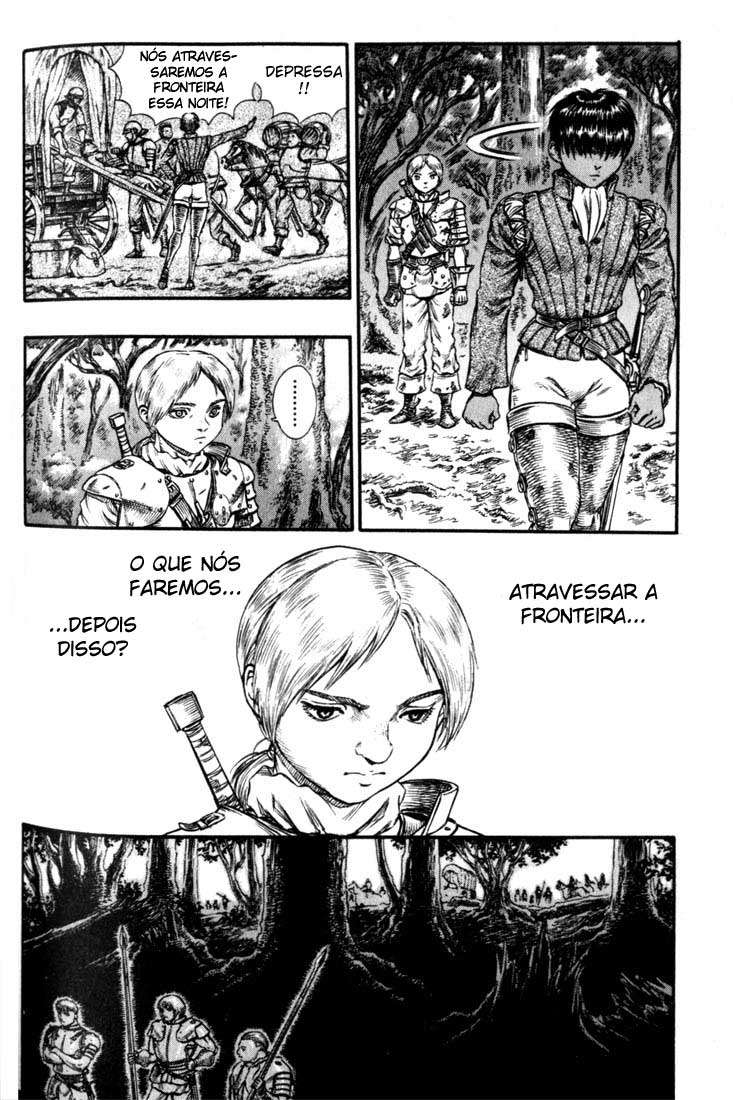 DEPRESSA
!!
NÓS ATRAVES-
SAREMOS A
FRONTEIRA
ESSA NOITE!
........
ATRAVESSAR A
FRONTEIRA...
O QUE NÓS
FAREMOS...
...DEPOIS
DISSO?